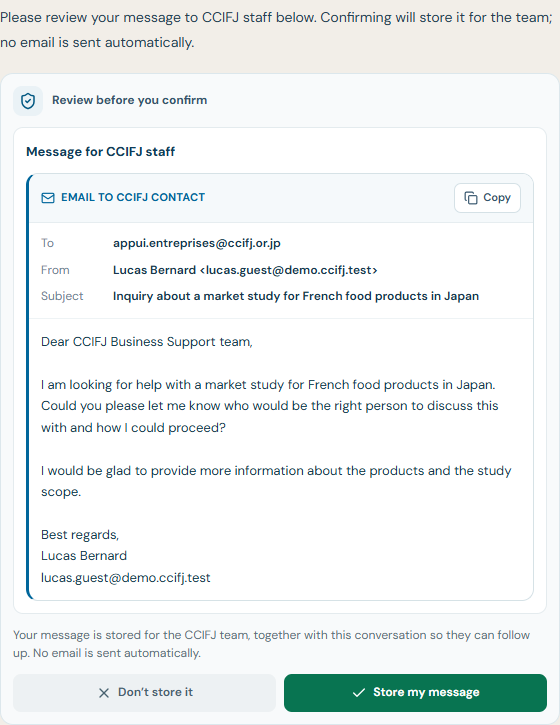 Please review your message to CCIFJ staff below. Confirming will store it for the team;
no email is sent automatically.
Review before you confirm
Message for CCIFJ staff
EMAIL TO CCIFJ CONTACT
Copy
To appui.entreprises@ccifj.or.jp
From Lucas Bernard <lucas.guest@demo.ccifj.test>
Subject Inquiry about a market study for French food products in Japan
Dear CCIFJ Business Support team,
I am looking for help with a market study for French food products in Japan.
Could you please let me know who would be the right person to discuss this
with and how I could proceed?
I would be glad to provide more information about the products and the study
scope.
Best regards,
Lucas Bernard
lucas.guest@demo.ccifj.test
Your message is stored for the CCIFJ team, together with this conversation so they can follow
up. No email is sent automatically.
Don’t store it
Store my message